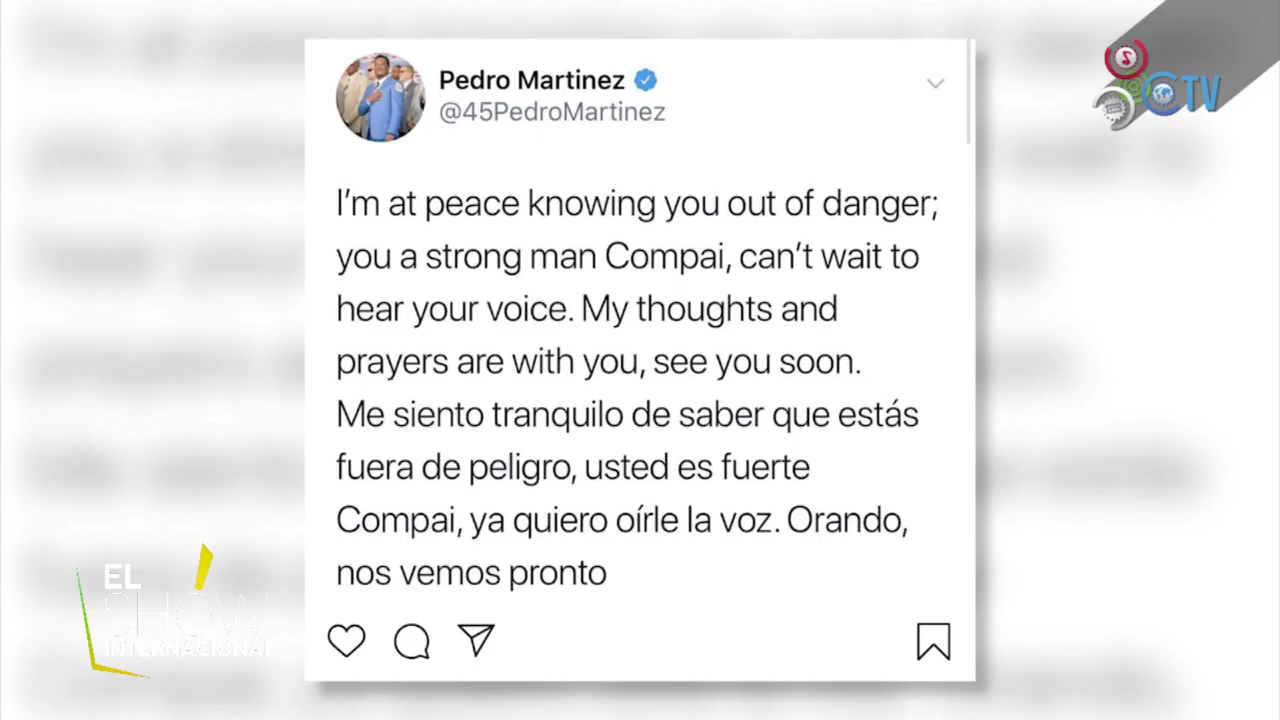 Pedro Martinez
@45PedroMartinez
I'm at peace knowing you out of danger;
you a strong man Compai, can't wait to
hear your voice. My thoughts and
prayers are with you, see you soon.
Me siento tranquilo de saber que estás
fuera de peligro, usted es fuerte
Compai, ya quiero oírle la voz. Orando,
nos vemos pronto
TV
EL
SHOW
INTERNACIONAL